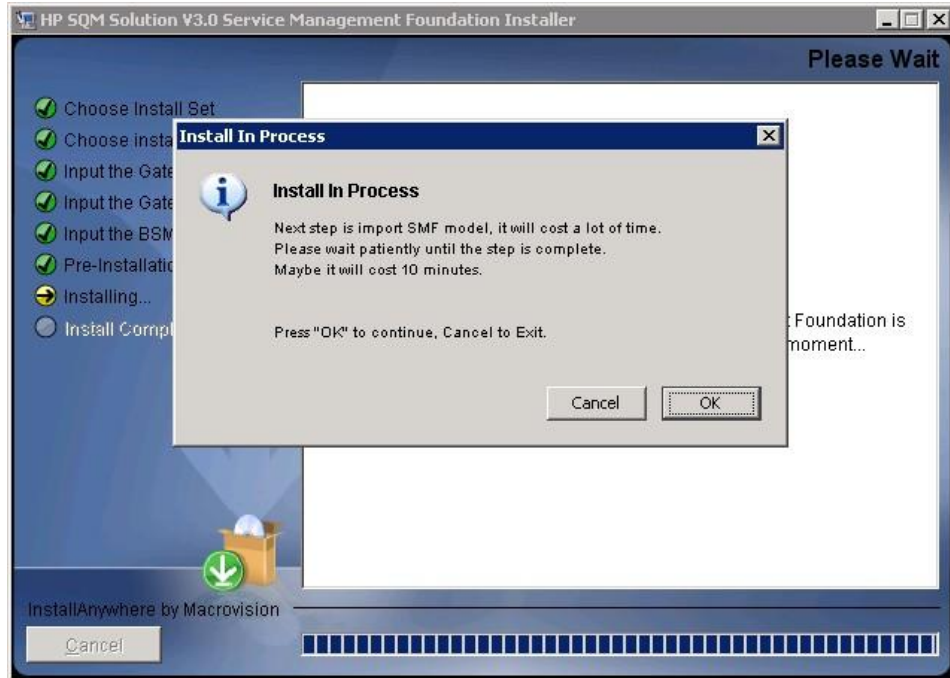 HP SQM Solution V3.0 Service Management Foundation Installer
Please Wait
Choose Install Set
Choose insta
Input the Gate
Input the Gate
Input the BSM
Pre-Installatio
Installing...
Install Compl
Install In Process
Install In Process
Next step is import SMF model, it will cost a lot of time.
Please wait patiently until the step is complete.
Maybe it will cost 10 minutes.
Press "OK" to continue, Cancel to Exit.
Cancel
OK
Foundation is
moment...
InstallAnywhere by Macrovision
Cancel